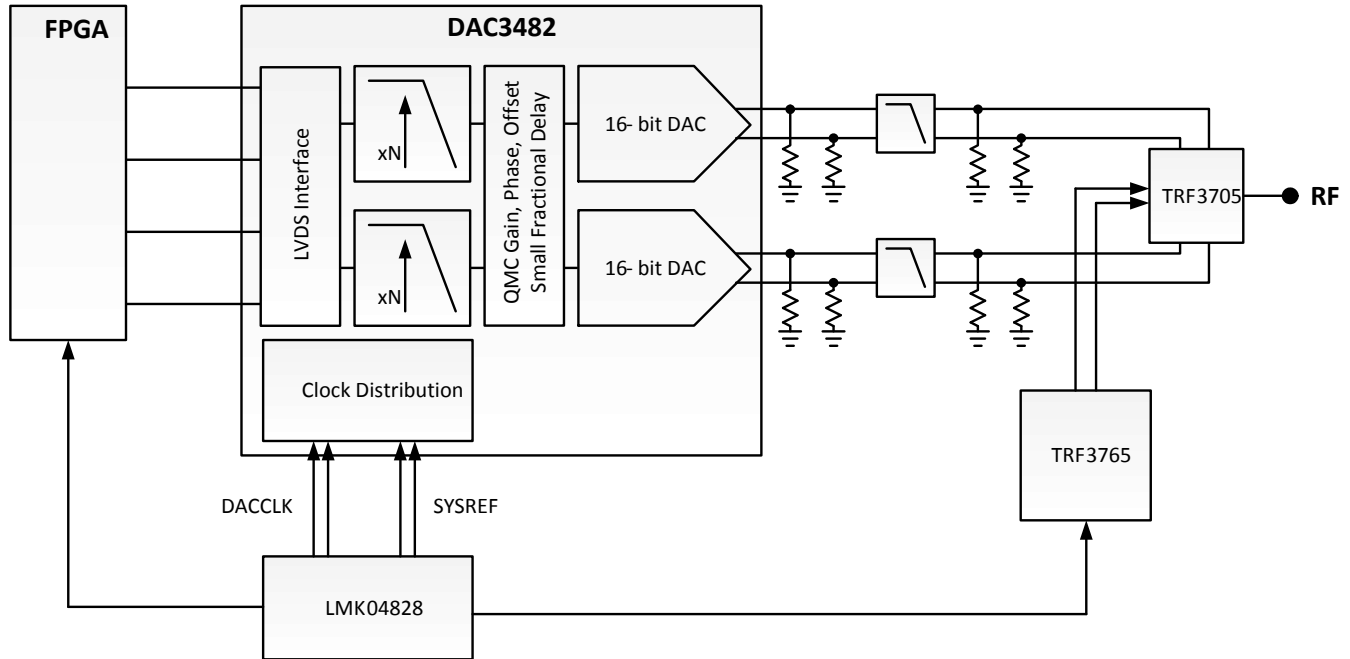 FPGA
DAC3482
LVDS Interface
xN
xN
QMC Gain, Phase, Offset
Small Fractional Delay
16- bit DAC
16- bit DAC
TRF3705
RF
Clock Distribution
TRF3765
DACCLK
SYSREF
LMK04828